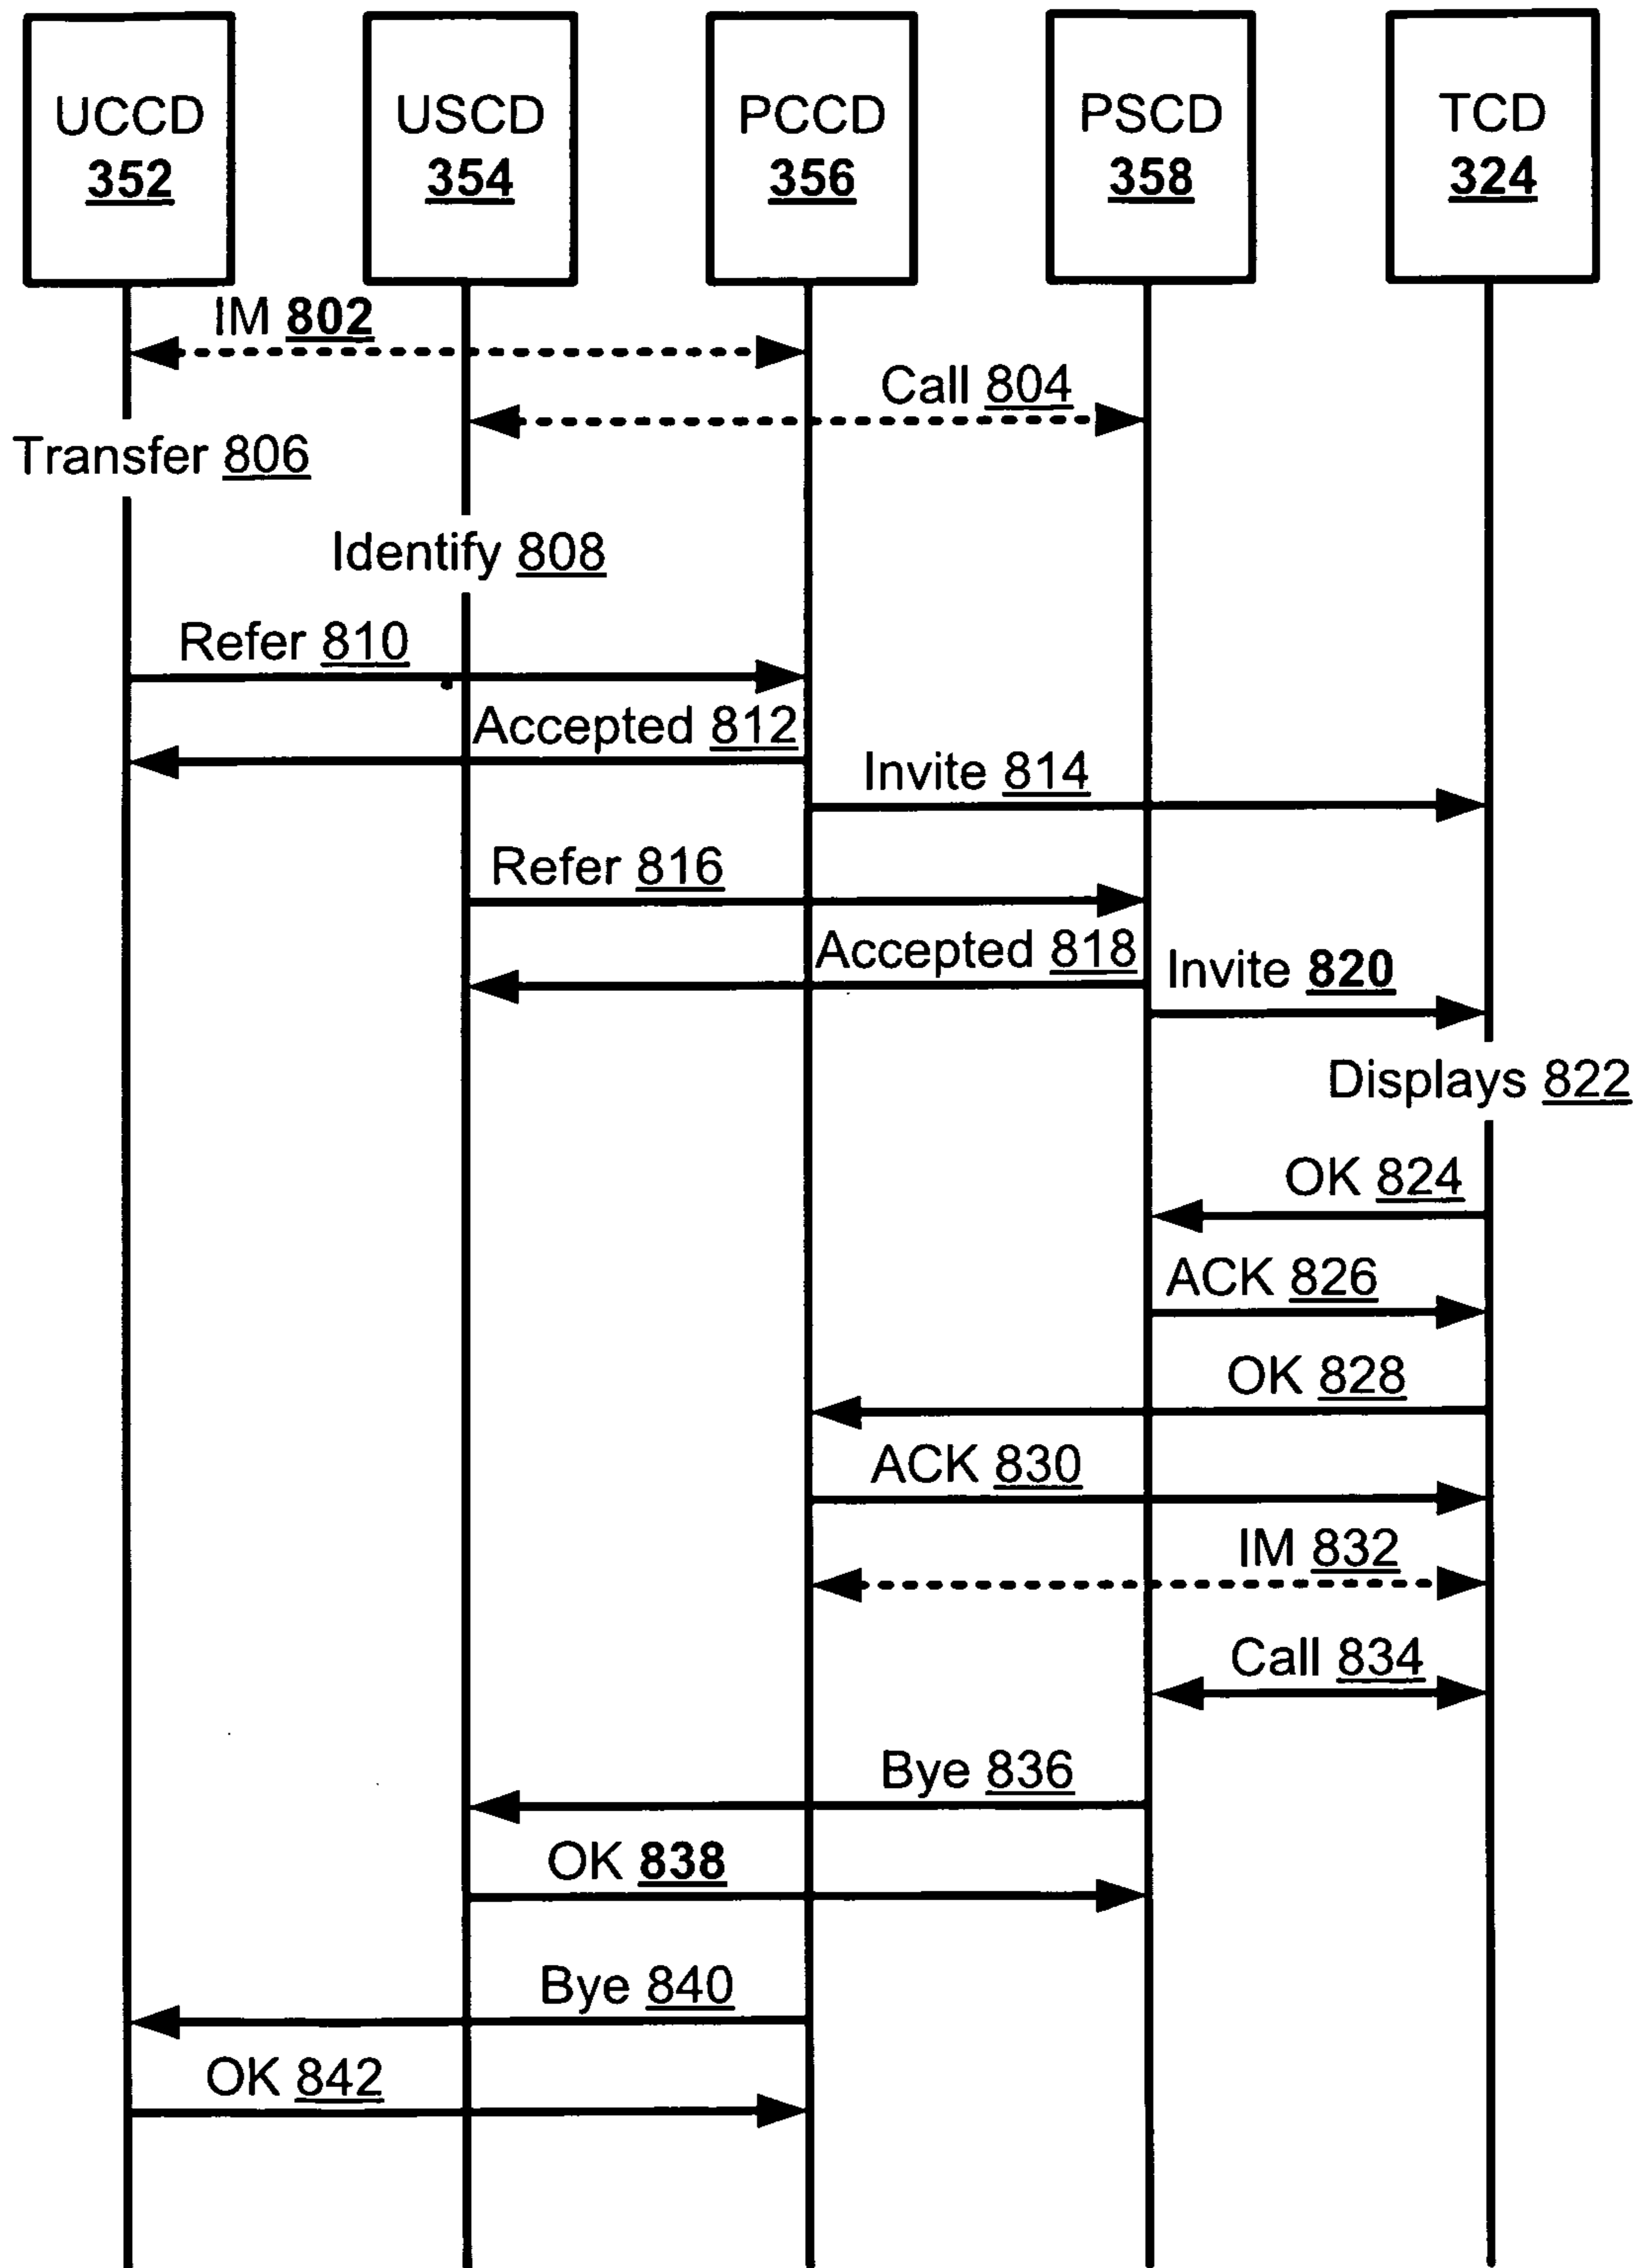 UCCD
352
USCD
354
PCCD
356
PSCD
358
TCD
324
IM 802
Call 804
Transfer 806
Identify 808
Refer 810
Accepted 812
Invite 814
Refer 816
Accepted 818
Invite 820
Displays 822
OK 824
ACK 826
OK 828
ACK 830
IM 832
Call 834
Bye 836
OK 838
Bye 840
OK 842